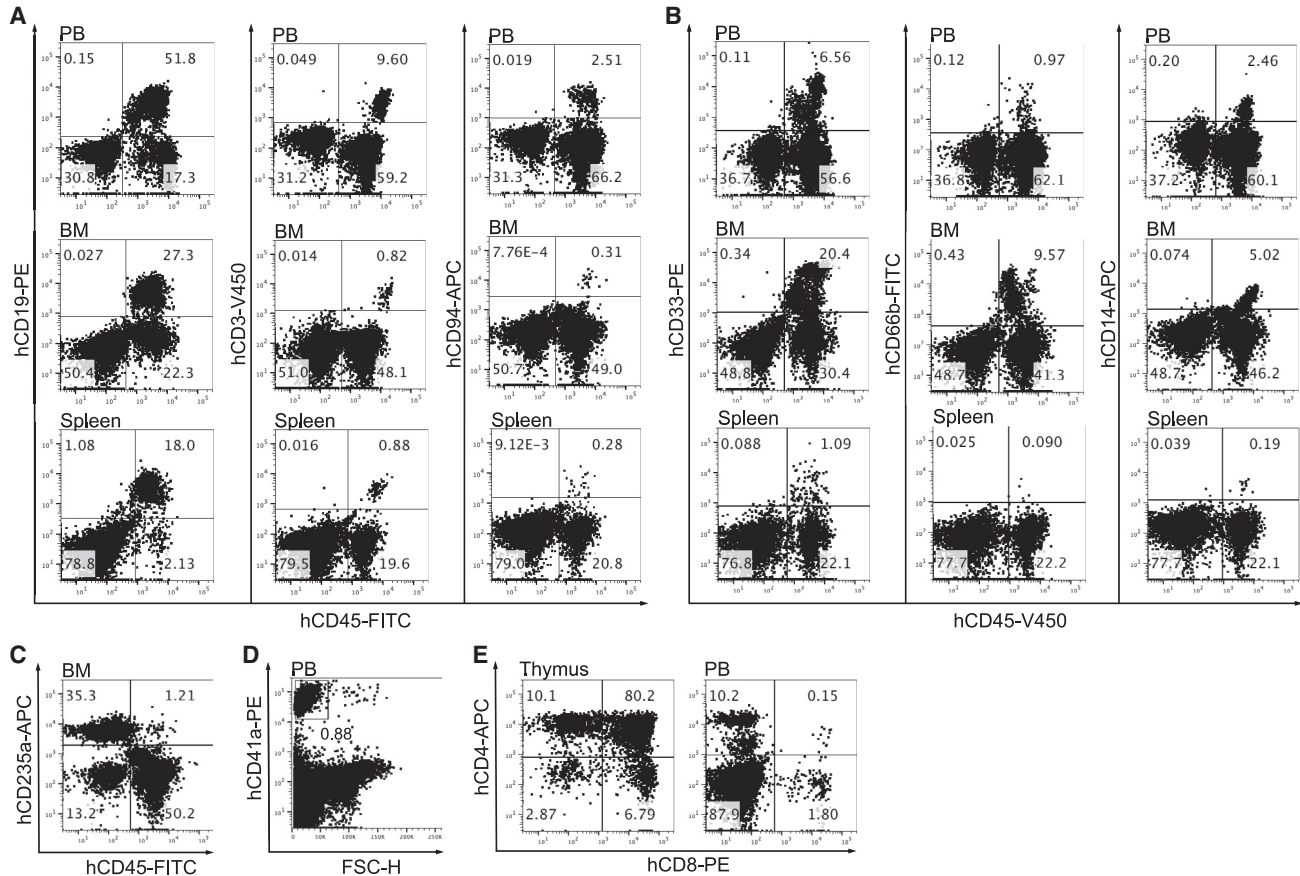 A
B
PB
0.15 51.8
30.8 17.3
PB
0.049 9.60
31.2 59.2
PB
0.019 2.51
31.3 66.2
PB
0.11 6.56
36.7 56.6
PB
0.12 0.97
36.8 62.1
PB
0.20 2.46
37.2 60.1
BM
0.027 27.3
50.4 22.3
BM
0.014 0.82
51.0 48.1
BM
7.76E-4 0.31
50.7 49.0
BM
0.34 20.4
48.8 30.4
BM
0.43 9.57
48.7 41.3
BM
0.074 5.02
48.7 46.2
Spleen
1.08 18.0
78.8 2.13
Spleen
0.016 0.88
79.5 19.6
Spleen
9.12E-3 0.28
79.0 20.8
Spleen
0.088 1.09
76.8 22.1
Spleen
0.025 0.090
77.7 22.2
Spleen
0.039 0.19
77.7 22.1
hCD19-PE
hCD3-V450
hCD94-APC
hCD33-PE
hCD66b-FITC
hCD14-APC
hCD45-FITC
hCD45-V450
C
BM
35.3 1.21
13.2 50.2
hCD235a-APC
hCD45-FITC
D
PB
0.88
hCD41a-PE
0 50K 100K 150K 200K 250K
FSC-H
E
Thymus
10.1 80.2
2.87 6.79
PB
10.2 0.15
87.9 1.80
hCD4-APC
hCD8-PE